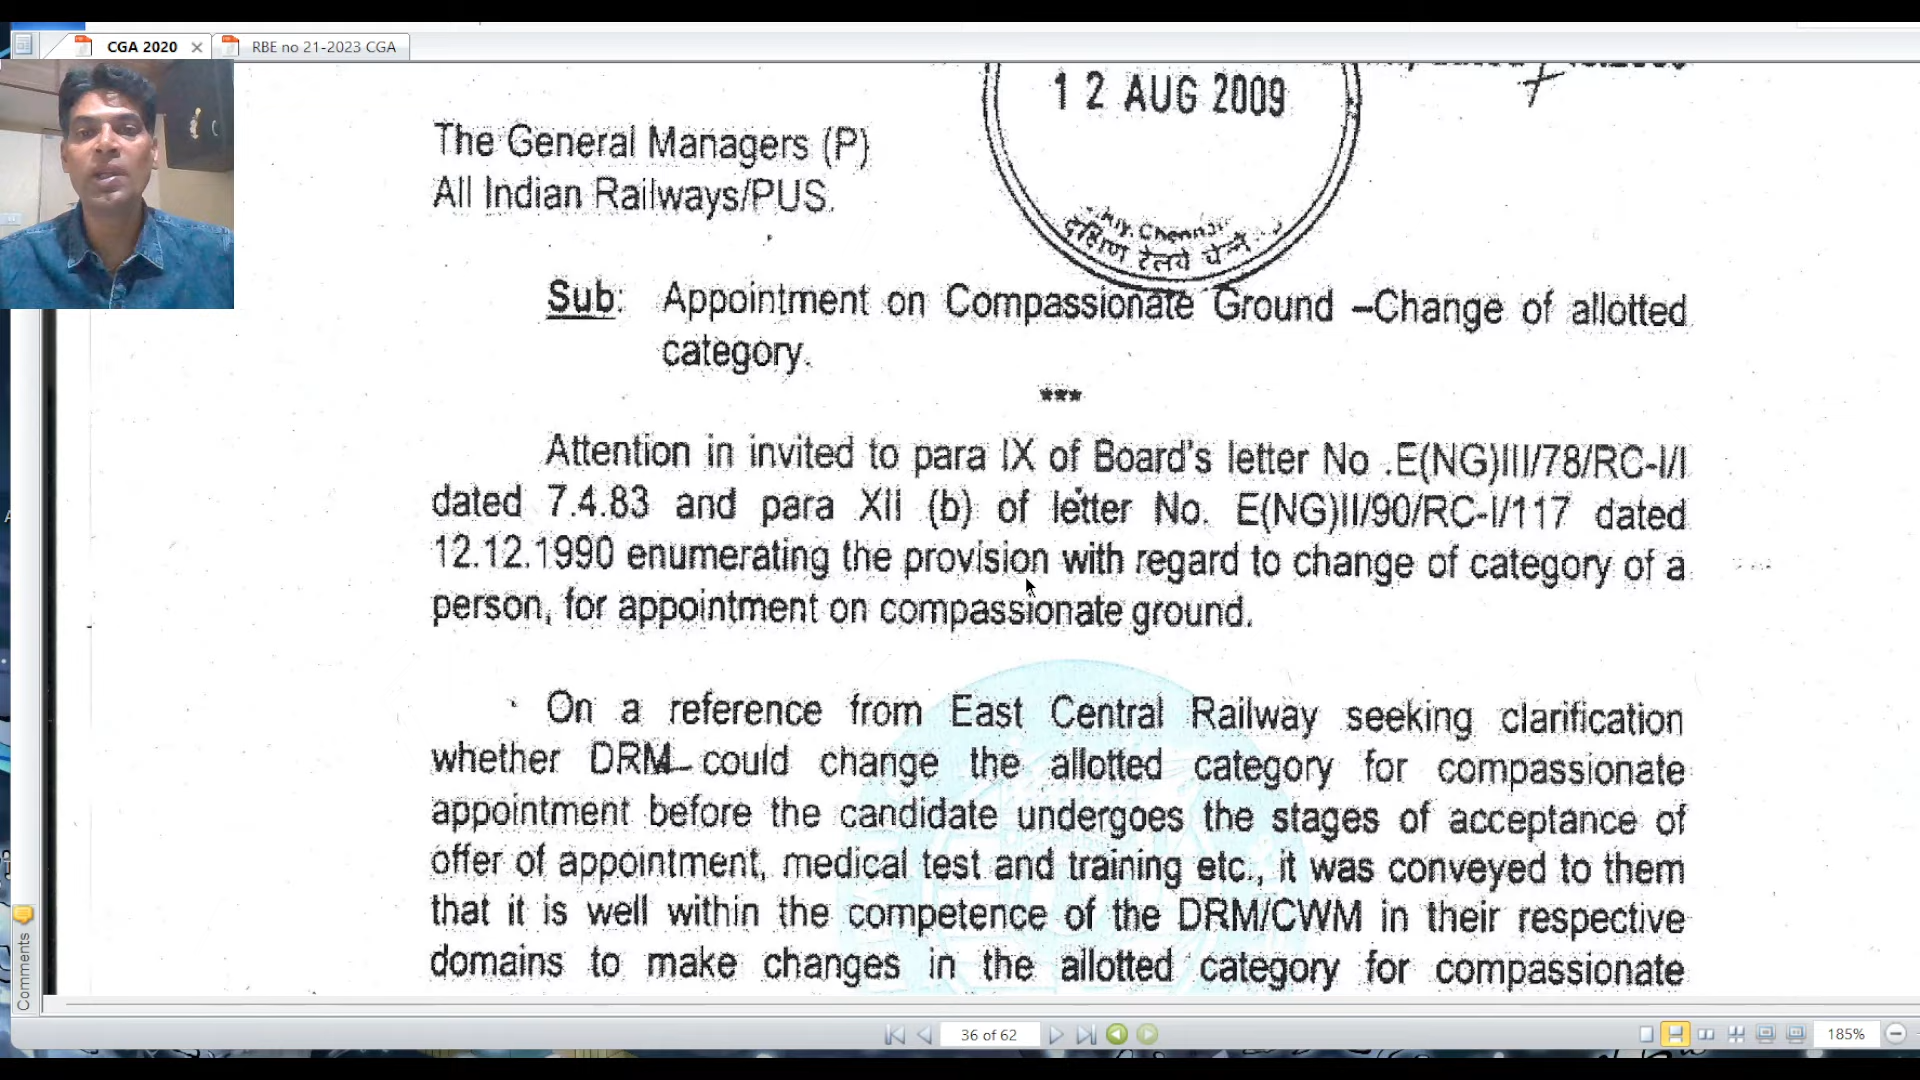 CGA 2020
RBE no 21-2023 CGA
12 AUG 2009
The General Managers (P)
All Indian Railways/PUS.
Rly. Chennai
दक्षिण रेलवे चेन्नै
Sub: Appointment on Compassionate Ground –Change of allotted
category.
***
Attention in invited to para IX of Board's letter No .E(NG)III/78/RC-I/I
dated 7.4.83 and para XII (b) of letter No. E(NG)II/90/RC-I/117 dated
12.12.1990 enumerating the provision with regard to change of category of a
person, for appointment on compassionate ground.
On a reference from East Central Railway seeking clarification
whether DRM could change the allotted category for compassionate
appointment before the candidate undergoes the stages of acceptance of
offer of appointment, medical test and training etc., it was conveyed to them
that it is well within the competence of the DRM/CWM in their respective
domains to make changes in the allotted category for compassionate
Comments
36 of 62
185%